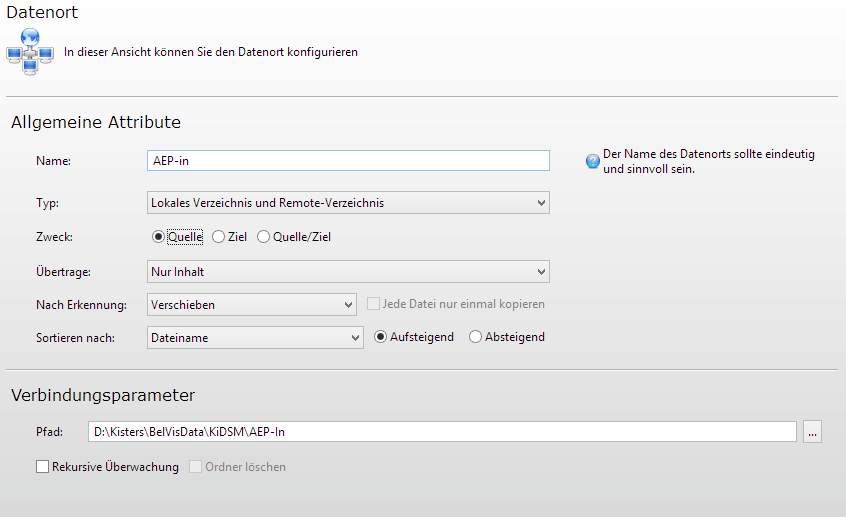 Datenort
In dieser Ansicht können Sie den Datenort konfigurieren
Allgemeine Attribute
Name: AEP-in
Der Name des Datenorts sollte eindeutig
und sinnvoll sein.
Typ: Lokales Verzeichnis und Remote-Verzeichnis
Zweck: Quelle Ziel Quelle/Ziel
Übertrage: Nur Inhalt
Nach Erkennung: Verschieben Jede Datei nur einmal kopieren
Sortieren nach: Dateiname Aufsteigend Absteigend
Verbindungsparameter
Pfad: D:\Kisters\BelVisData\KiDSM\AEP-In ...
Rekursive Überwachung Ordner löschen